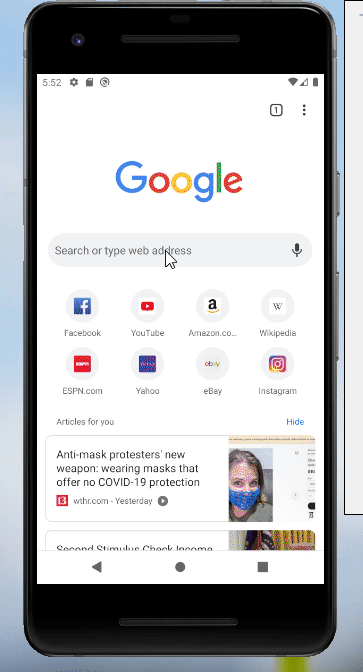 5:52
1
Google
Search or type web address
Facebook
YouTube
Amazon.co...
Wikipedia
ESPN.com
Yahoo
eBay
Instagram
Articles for you
Hide
Anti-mask protesters' new
weapon: wearing masks that
offer no COVID-19 protection
wthr.com - Yesterday
Second Stimulus Check Income